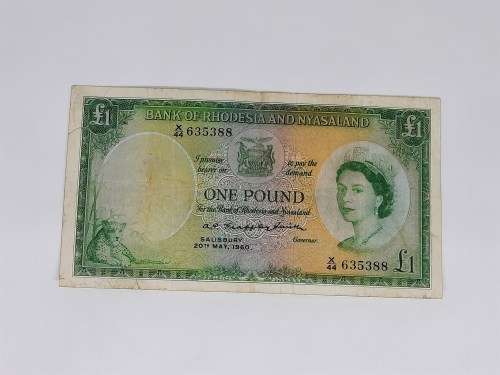 £1 BANK OF RHODESIA AND NYASALAND £1
X/44 635388
I promise to pay the
bearer on demand
ONE POUND
for the Bank of Rhodesia and Nyasaland
SALISBURY Governor.
20TH MAY, 1960.
X/44 635388 £1